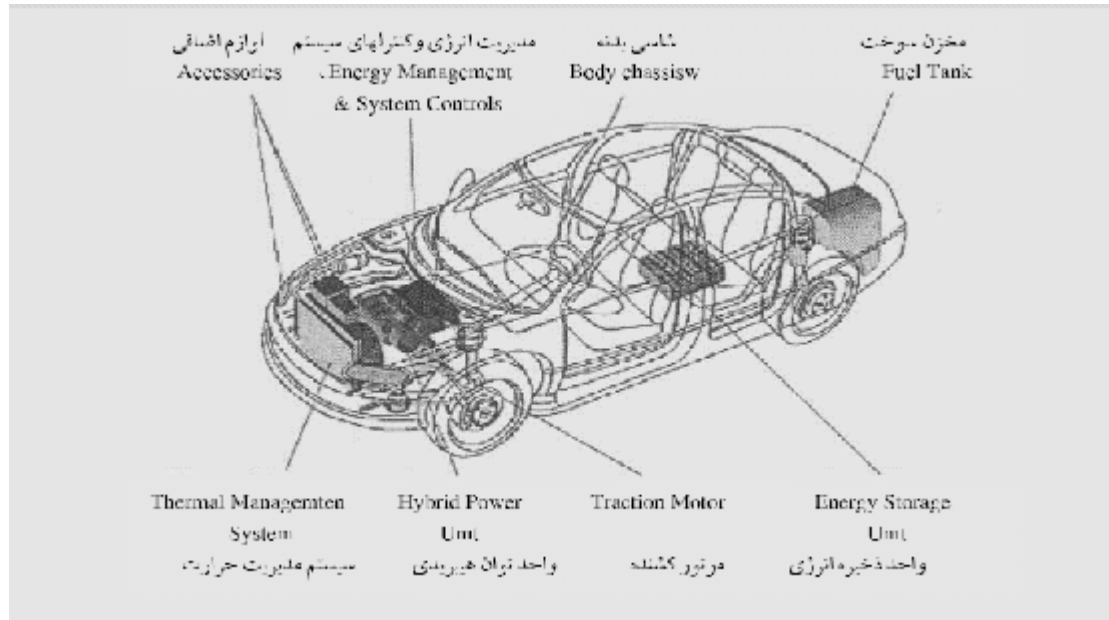 لوازم اضافی
Accessories
مدیریت انرژی و کنترلهای سیستم
Energy Management
& System Controls
شاسی بدنه
Body chassisw
مخزن سوخت
Fuel Tank
Thermal Managemten
System
سیستم مدیریت حرارت
Hybrid Power
Unit
واحد توان هیبریدی
Traction Motor
موتور کشنده
Energy Storage
Unit
واحد ذخیره انرژی